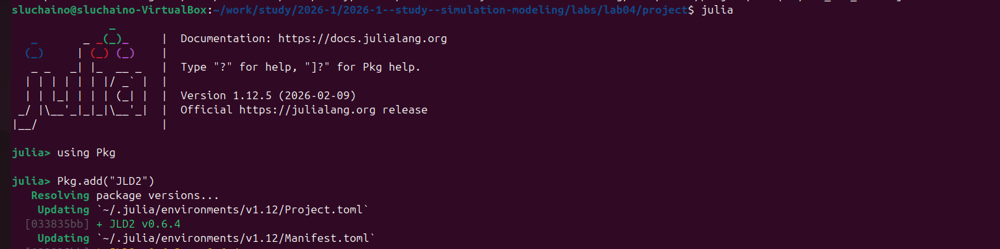 sluchaino@sluchaino-VirtualBox:~/work/study/2026-1/2026-1--study--simulation-modeling/labs/lab04/project$ julia
               _
   _       _ _(_)_     |  Documentation: https://docs.julialang.org
  (_)     | (_) (_)    |
   _ _   _| |_  __ _   |  Type "?" for help, "]?" for Pkg help.
  | | | | | | |/ _` |  |
  | | |_| | | | (_| |  |  Version 1.12.5 (2026-02-09)
 _/ |\__'_|_|_|\__'_|  |  Official https://julialang.org release
|__/                   |
julia> using Pkg
julia> Pkg.add("JLD2")
   Resolving package versions...
    Updating `~/.julia/environments/v1.12/Project.toml`
  [033835bb] + JLD2 v0.6.4
    Updating `~/.julia/environments/v1.12/Manifest.toml`